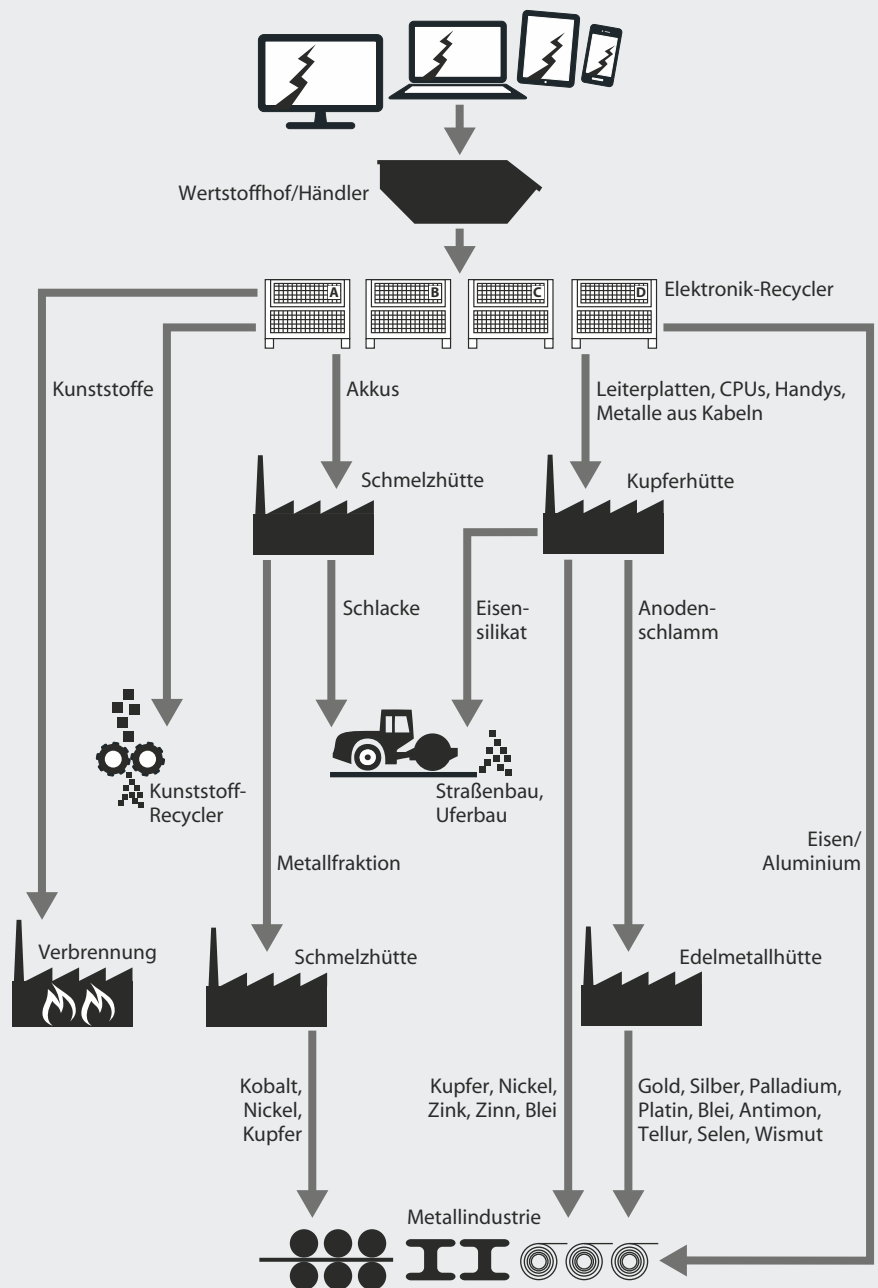 Wertstoffhof/Händler
A
B
C
D
Elektronik-Recycler
Kunststoffe
Akkus
Leiterplatten, CPUs, Handys,
Metalle aus Kabeln
Schmelzhütte
Kupferhütte
Schlacke
Eisen-
silikat
Anoden-
schlamm
Kunststoff-
Recycler
Straßenbau,
Uferbau
Eisen/
Aluminium
Metallfraktion
Verbrennung
Schmelzhütte
Edelmetallhütte
Kobalt,
Nickel,
Kupfer
Kupfer, Nickel,
Zink, Zinn, Blei
Gold, Silber, Palladium,
Platin, Blei, Antimon,
Tellur, Selen, Wismut
Metallindustrie